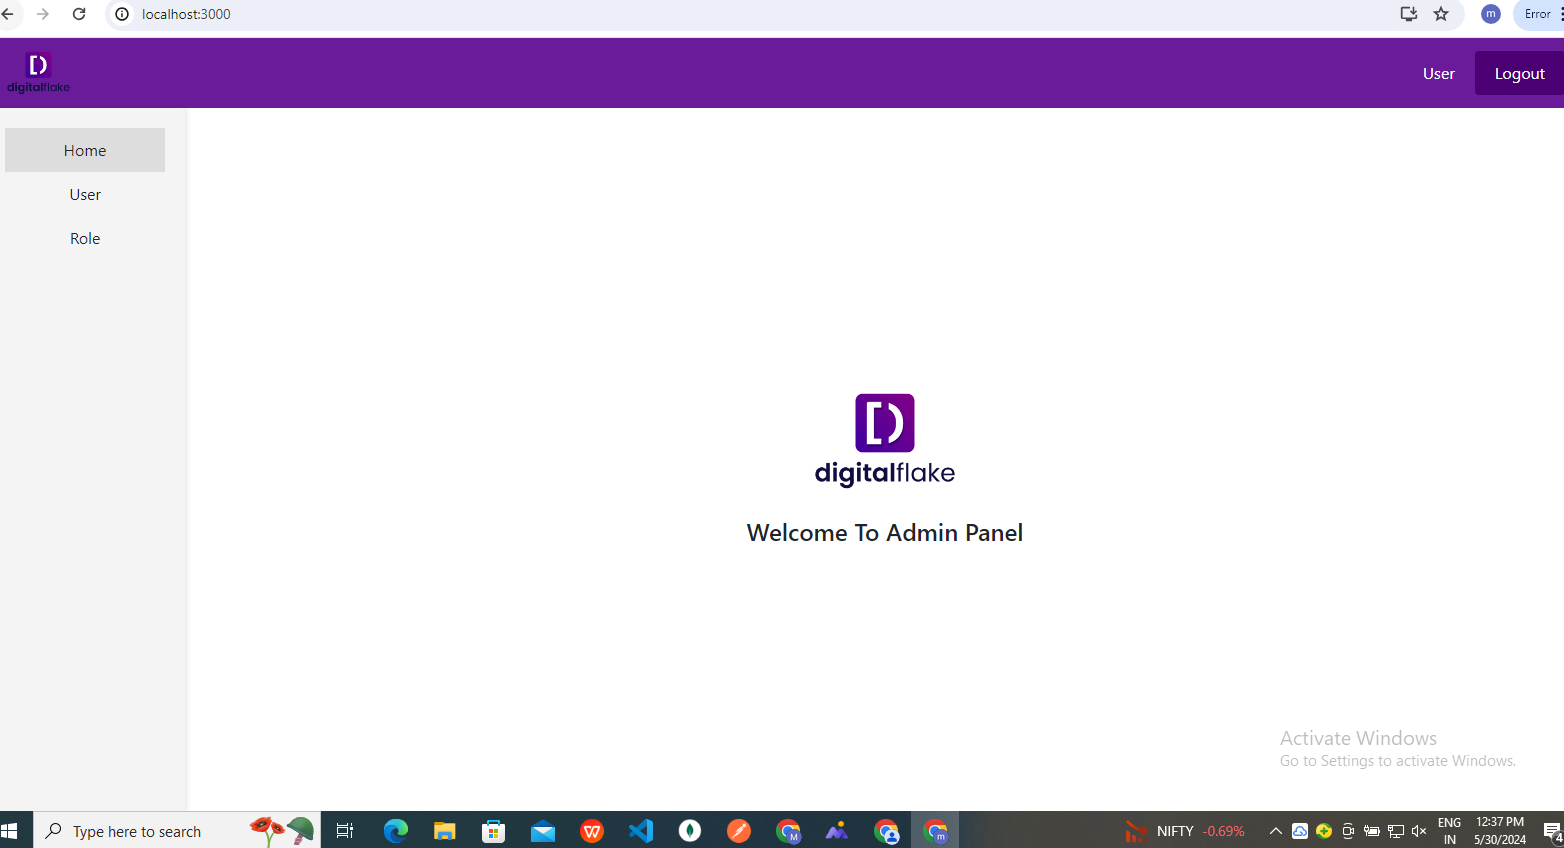 localhost:3000
m
Error
digitalflake
User
Logout
Home
User
Role
digitalflake
Welcome To Admin Panel
Activate Windows
Go to Settings to activate Windows.
Type here to search
W
M
m
NIFTY -0.69%
ENG
IN
12:37 PM
5/30/2024
4